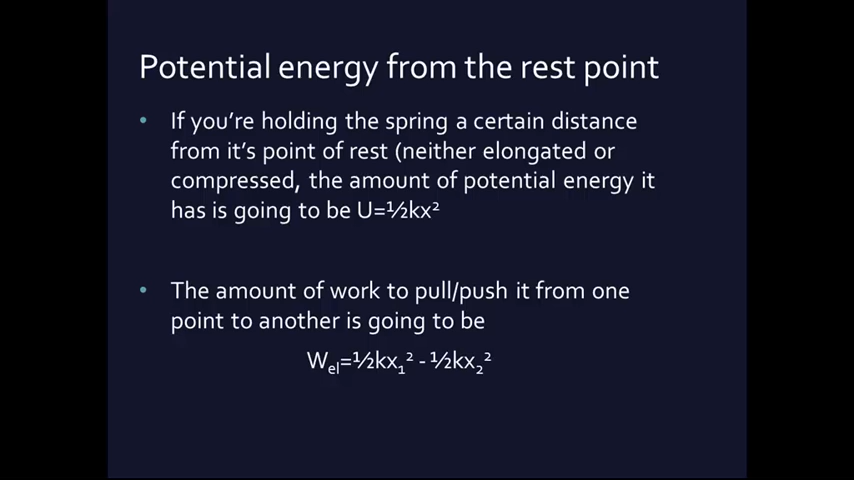 Potential energy from the rest point
• If you're holding the spring a certain distance
from it's point of rest (neither elongated or
compressed, the amount of potential energy it
has is going to be U=½kx²
• The amount of work to pull/push it from one
point to another is going to be
Wₑₗ=½kx₁² - ½kx₂²